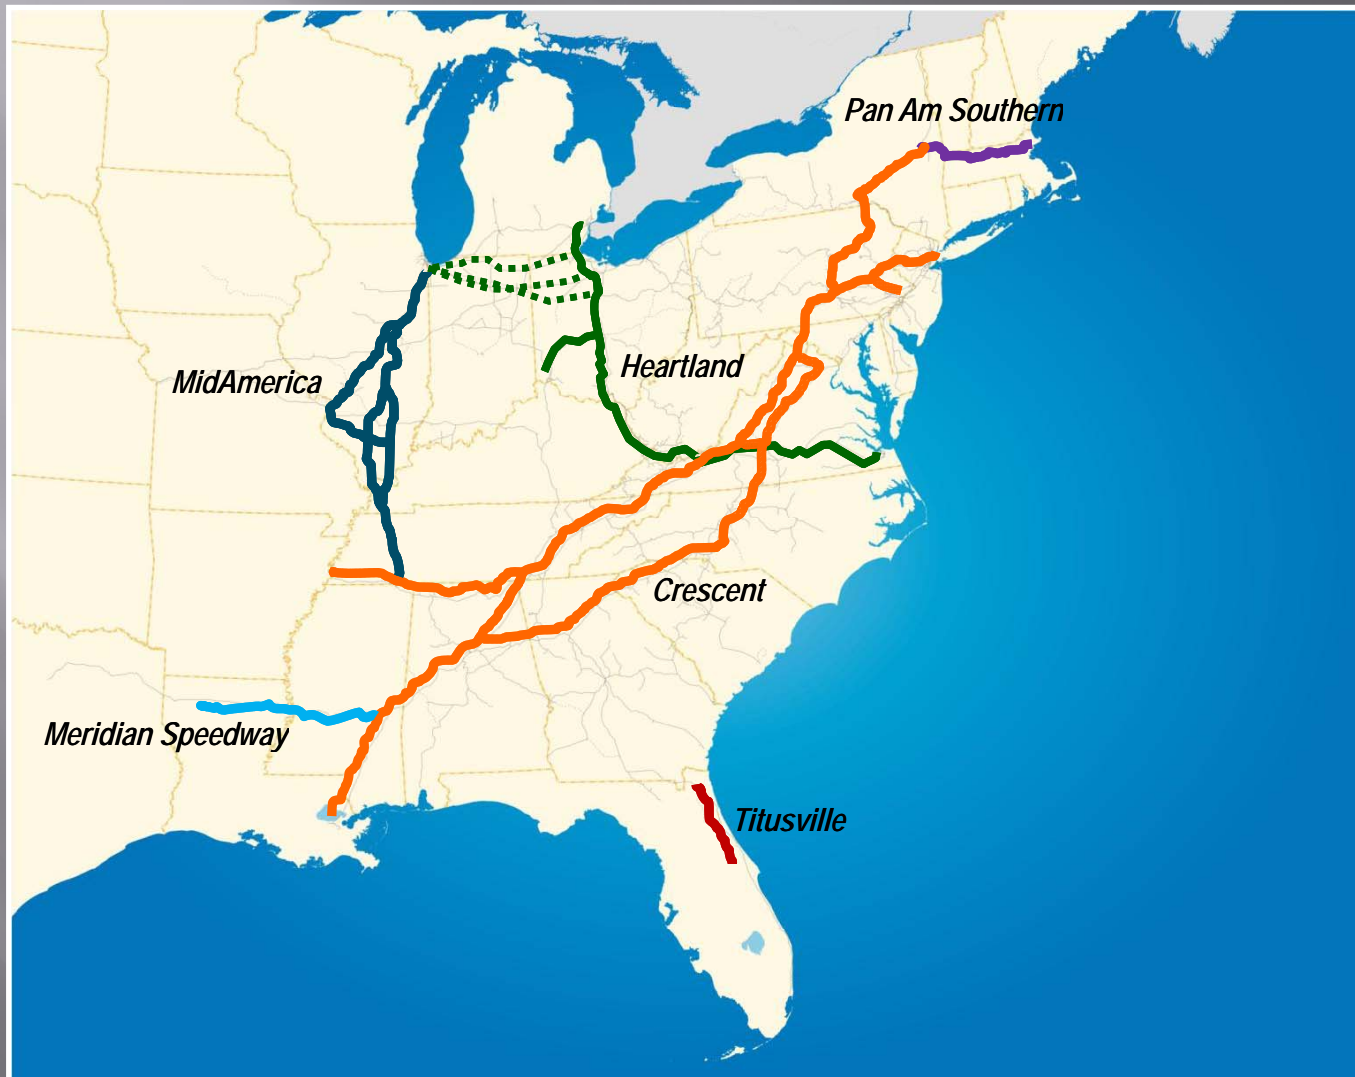 Pan Am Southern
Heartland
MidAmerica
Crescent
Meridian Speedway
Titusville